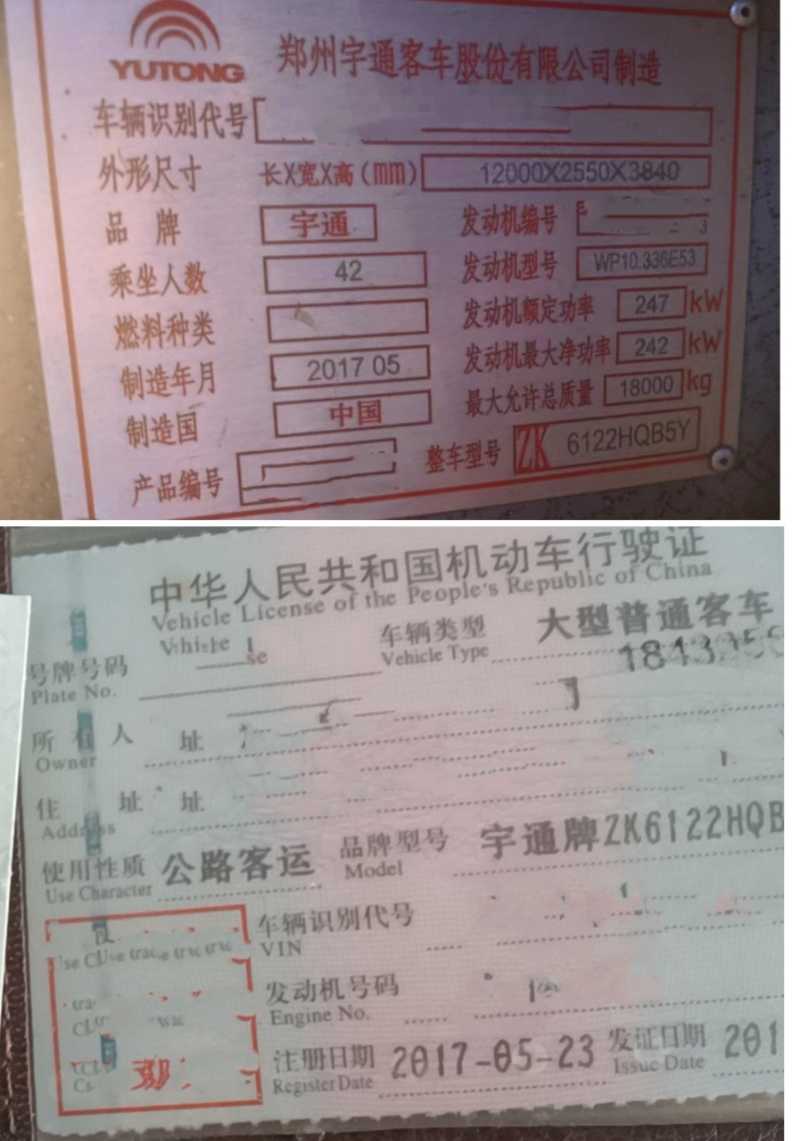 YUTONG
郑州宇通客车股份有限公司制造
车辆识别代号
外形尺寸 长X宽X高(mm) 12000X2550X3840
品 牌 宇通 发动机编号
乘坐人数 42 发动机型号 WP10.336E53
燃料种类 发动机额定功率 247 kW
制造年月 2017 05 发动机最大净功率 242 kW
制造国 中国 最大允许总质量 18000 kg
产品编号 整车型号 ZK 6122HQB5Y
中华人民共和国机动车行驶证
Vehicle License of the People's Republic of China
号牌号码 车辆类型 大型普通客车
Plate No. Vehicle Type
所有人 址
Owner
住 址 址
Address
使用性质 公路客运 品牌型号 宇通牌ZK6122HQB
Use Character Model
车辆识别代号
VIN
发动机号码
Engine No.
注册日期 2017-05-23 发证日期 201
Register Date Issue Date